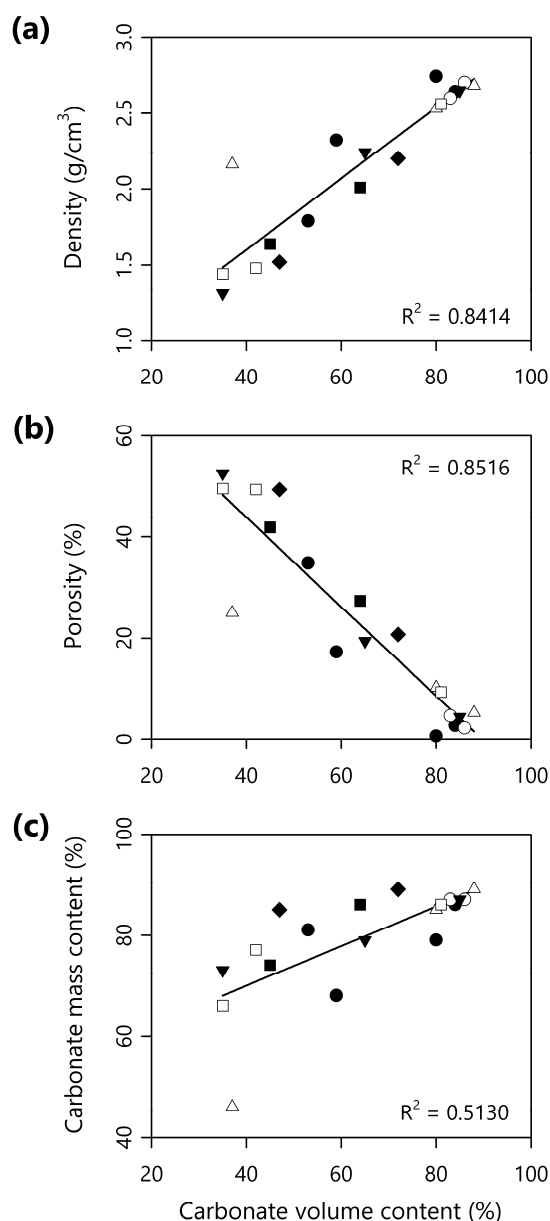 (a)
Density (g/cm³)
3.0
2.5
2.0
1.5
1.0
R² = 0.8414
20 40 60 80 100
(b)
Porosity (%)
60
40
20
0
R² = 0.8516
20 40 60 80 100
(c)
Carbonate mass content (%)
100
80
60
40
R² = 0.5130
20 40 60 80 100
Carbonate volume content (%)